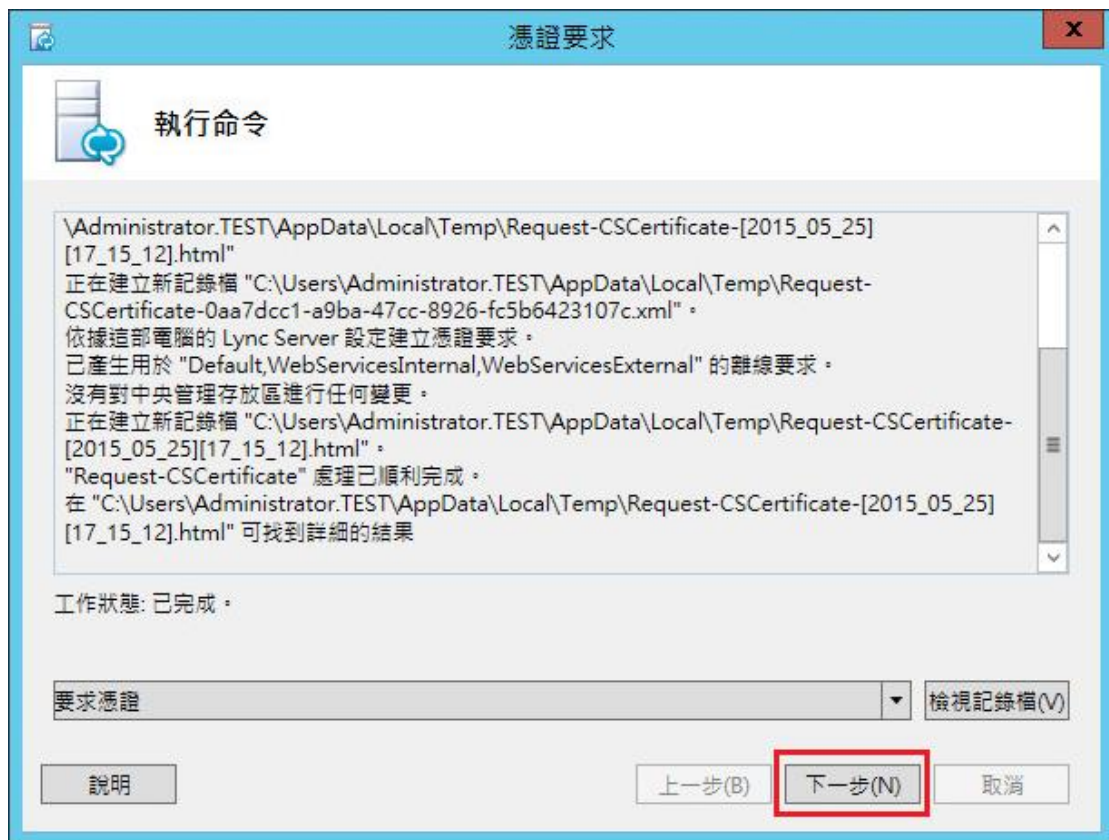 憑證要求
x
執行命令
\Administrator.TEST\AppData\Local\Temp\Request-CSCertificate-[2015_05_25]
[17_15_12].html"
正在建立新記錄檔 "C:\Users\Administrator.TEST\AppData\Local\Temp\Request-
CSCertificate-0aa7dcc1-a9ba-47cc-8926-fc5b6423107c.xml"。
依據這部電腦的 Lync Server 設定建立憑證要求。
已產生用於 "Default,WebServicesInternal,WebServicesExternal" 的離線要求。
沒有對中央管理存放區進行任何變更。
正在建立新記錄檔 "C:\Users\Administrator.TEST\AppData\Local\Temp\Request-CSCertificate-
[2015_05_25][17_15_12].html"。
"Request-CSCertificate" 處理已順利完成。
在 "C:\Users\Administrator.TEST\AppData\Local\Temp\Request-CSCertificate-[2015_05_25]
[17_15_12].html" 可找到詳細的結果
工作狀態: 已完成。
要求憑證
檢視記錄檔(V)
說明
上一步(B)
下一步(N)
取消